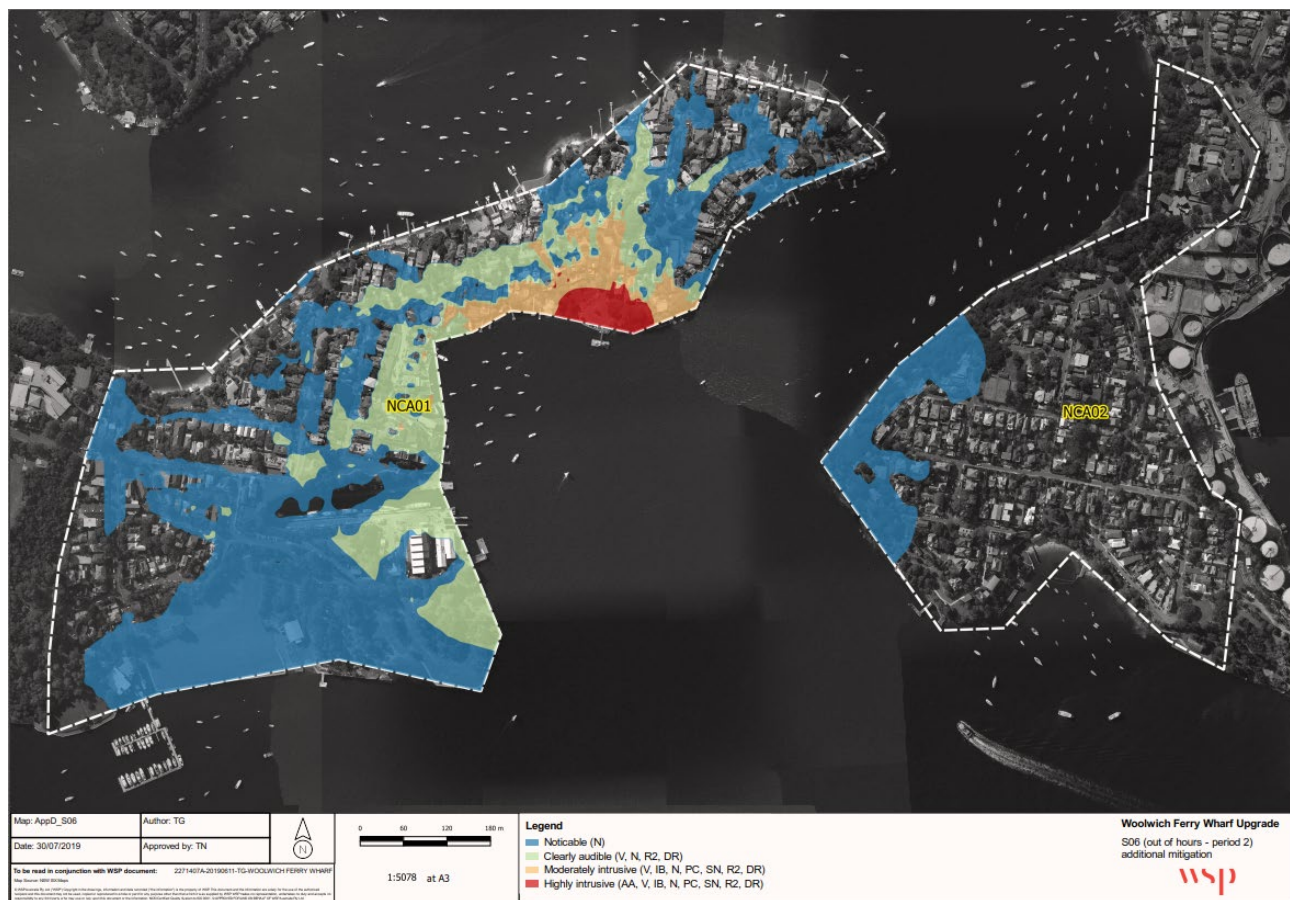 NCA01
NCA02
Map: AppD_S06
Author: TG
Date: 30/07/2019
Approved by: TN
To be read in conjunction with WSP document:
2271407A-20190611-TG-WOOLWICH FERRY WHARF
N
0 60 120 180 m
1:5078 at A3
Legend
Noticable (N)
Clearly audible (V, N, R2, DR)
Moderately intrusive (V, IB, N, PC, SN, R2, DR)
Highly intrusive (AA, V, IB, N, PC, SN, R2, DR)
Woolwich Ferry Wharf Upgrade
S06 (out of hours - period 2)
additional mitigation
wsp